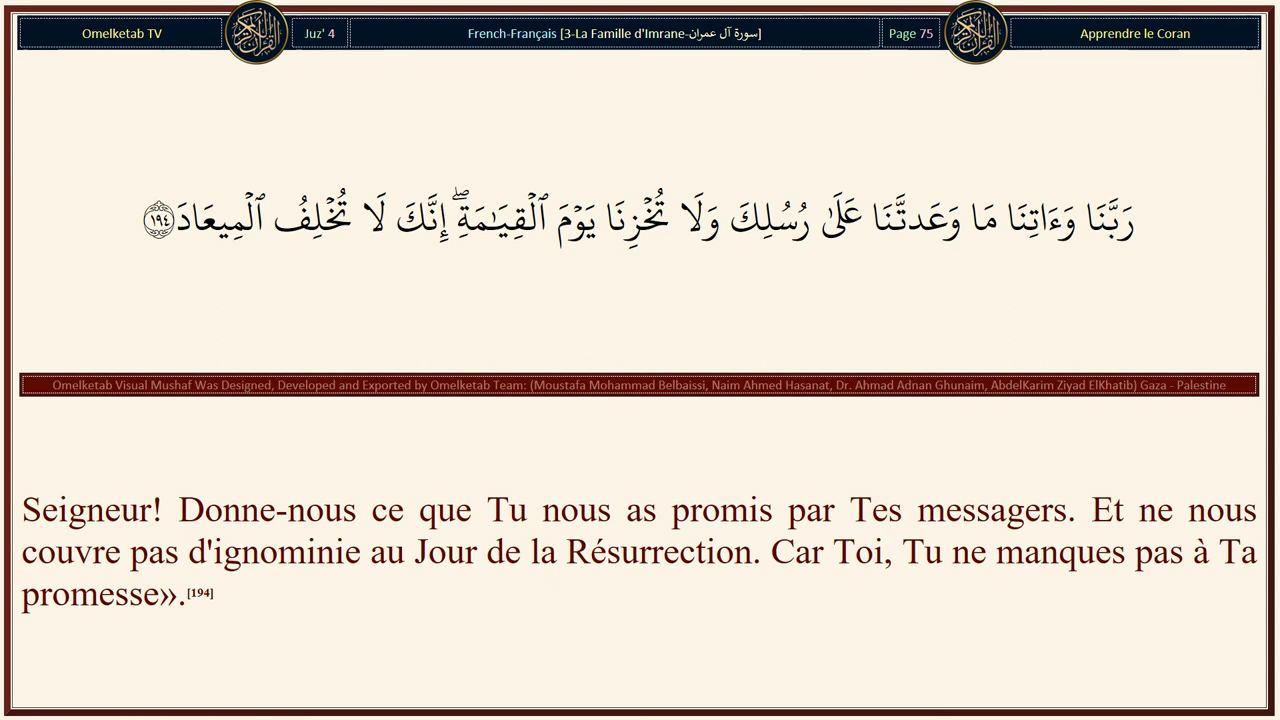 Omelketab TV
Juz' 4
French-Français [3-La Famille d'Imrane-سورة آل عمران]
Page 75
Apprendre le Coran
رَبَّنَا وَءَاتِنَا مَا وَعَدتَّنَا عَلَىٰ رُسُلِكَ وَلَا تُخْزِنَا يَوْمَ ٱلْقِيَـٰمَةِ ۖ إِنَّكَ لَا تُخْلِفُ ٱلْمِيعَادَ ١٩٤
Omelketab Visual Mushaf Was Designed, Developed and Exported by Omelketab Team: (Moustafa Mohammad Belbaissi, Naim Ahmed Hasanat, Dr. Ahmad Adnan Ghunaim, AbdelKarim Ziyad ElKhatib) Gaza - Palestine
Seigneur! Donne-nous ce que Tu nous as promis par Tes messagers. Et ne nous
couvre pas d'ignominie au Jour de la Résurrection. Car Toi, Tu ne manques pas à Ta
promesse».[194]